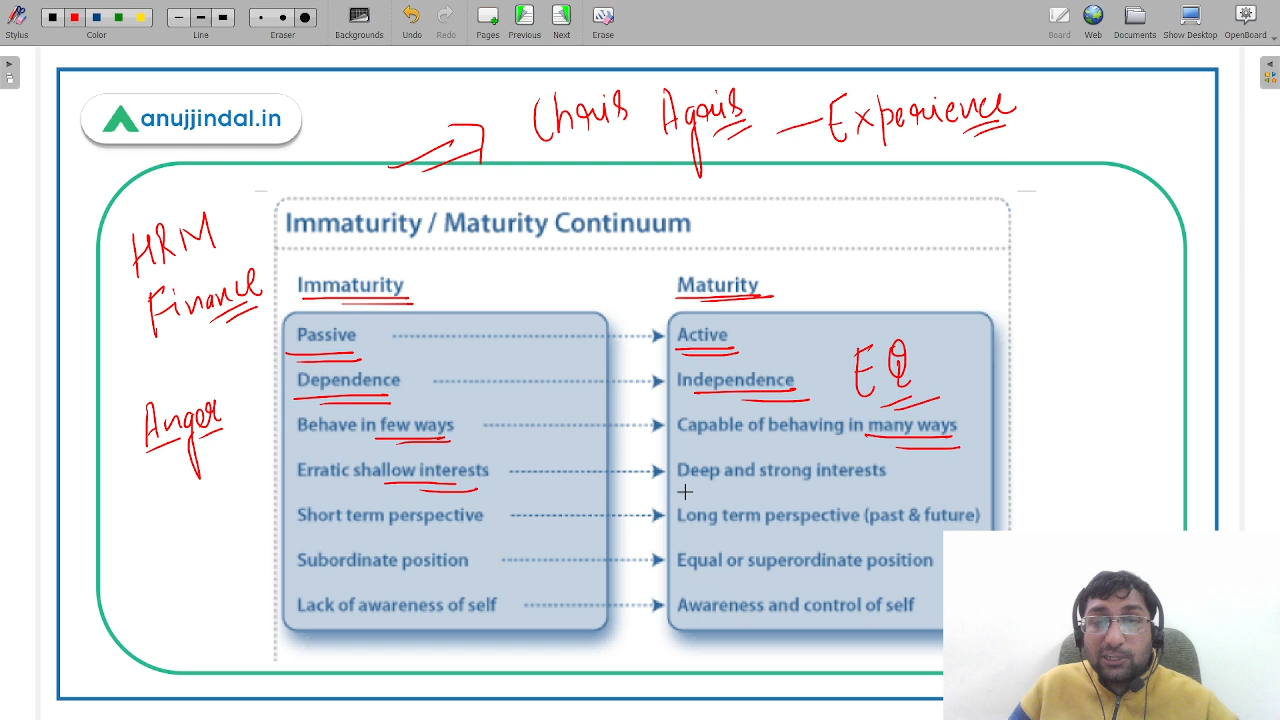 Stylus Color Line Eraser Backgrounds Undo Redo Pages Previous Next Erase Board Web Documents Show Desktop OpenBoard
anujjindal.in
Chris Agris - Experience
Immaturity / Maturity Continuum
HRM
Finance
Anger
Immaturity Maturity
Passive Active
Dependence Independence
EQ
Behave in few ways Capable of behaving in many ways
Erratic shallow interests Deep and strong interests
Short term perspective Long term perspective (past & future)
Subordinate position Equal or superordinate position
Lack of awareness of self Awareness and control of self